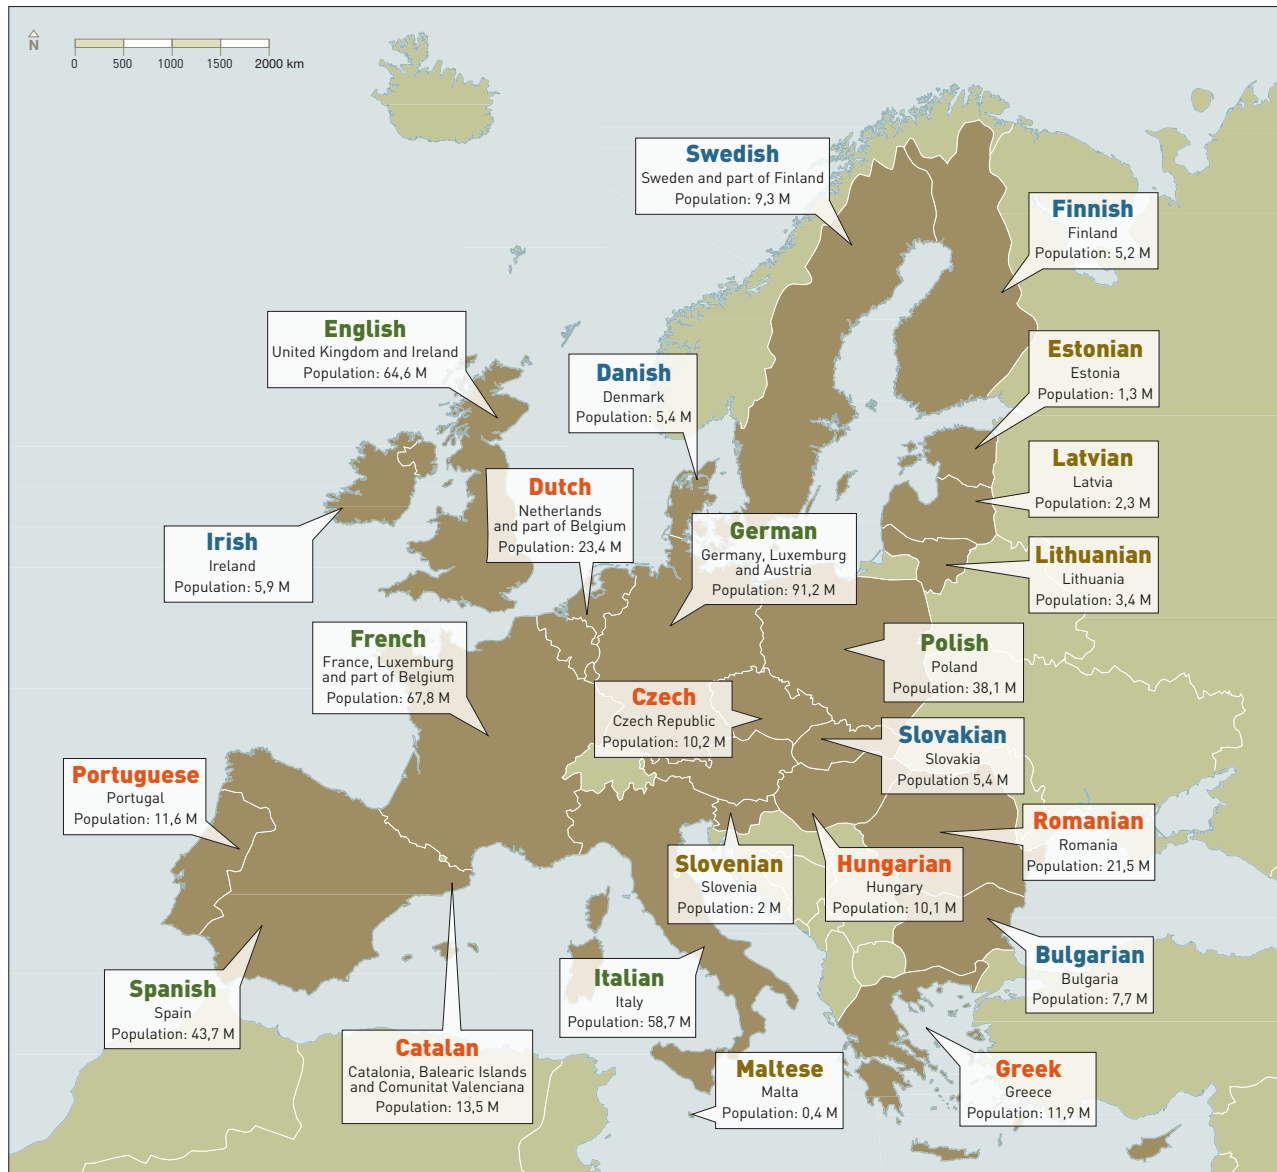 N
0 500 1000 1500 2000 km
Swedish
Sweden and part of Finland
Population: 9,3 M
Finnish
Finland
Population: 5,2 M
English
United Kingdom and Ireland
Population: 64,6 M
Danish
Denmark
Population: 5,4 M
Estonian
Estonia
Population: 1,3 M
Latvian
Latvia
Population: 2,3 M
Dutch
Netherlands
and part of Belgium
Population: 23,4 M
German
Germany, Luxemburg
and Austria
Population: 91,2 M
Irish
Ireland
Population: 5,9 M
Lithuanian
Lithuania
Population: 3,4 M
French
France, Luxemburg
and part of Belgium
Population: 67,8 M
Polish
Poland
Population: 38,1 M
Czech
Czech Republic
Population: 10,2 M
Slovakian
Slovakia
Population 5,4 M
Portuguese
Portugal
Population: 11,6 M
Romanian
Romania
Population: 21,5 M
Slovenian
Slovenia
Population: 2 M
Hungarian
Hungary
Population: 10,1 M
Bulgarian
Bulgaria
Population: 7,7 M
Spanish
Spain
Population: 43,7 M
Italian
Italy
Population: 58,7 M
Catalan
Catalonia, Balearic Islands
and Comunitat Valenciana
Population: 13,5 M
Maltese
Malta
Population: 0,4 M
Greek
Greece
Population: 11,9 M